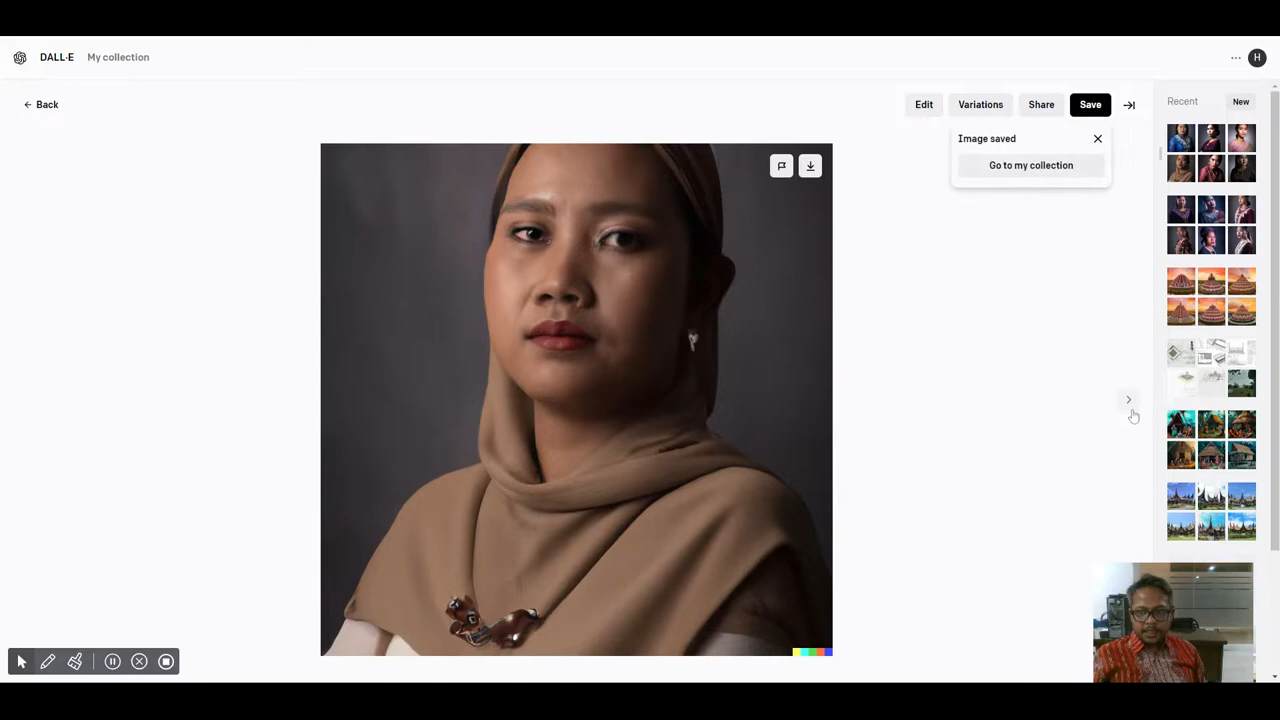 DALL·E My collection
H
Back
Edit Variations Share Save
Recent New
Image saved
Go to my collection